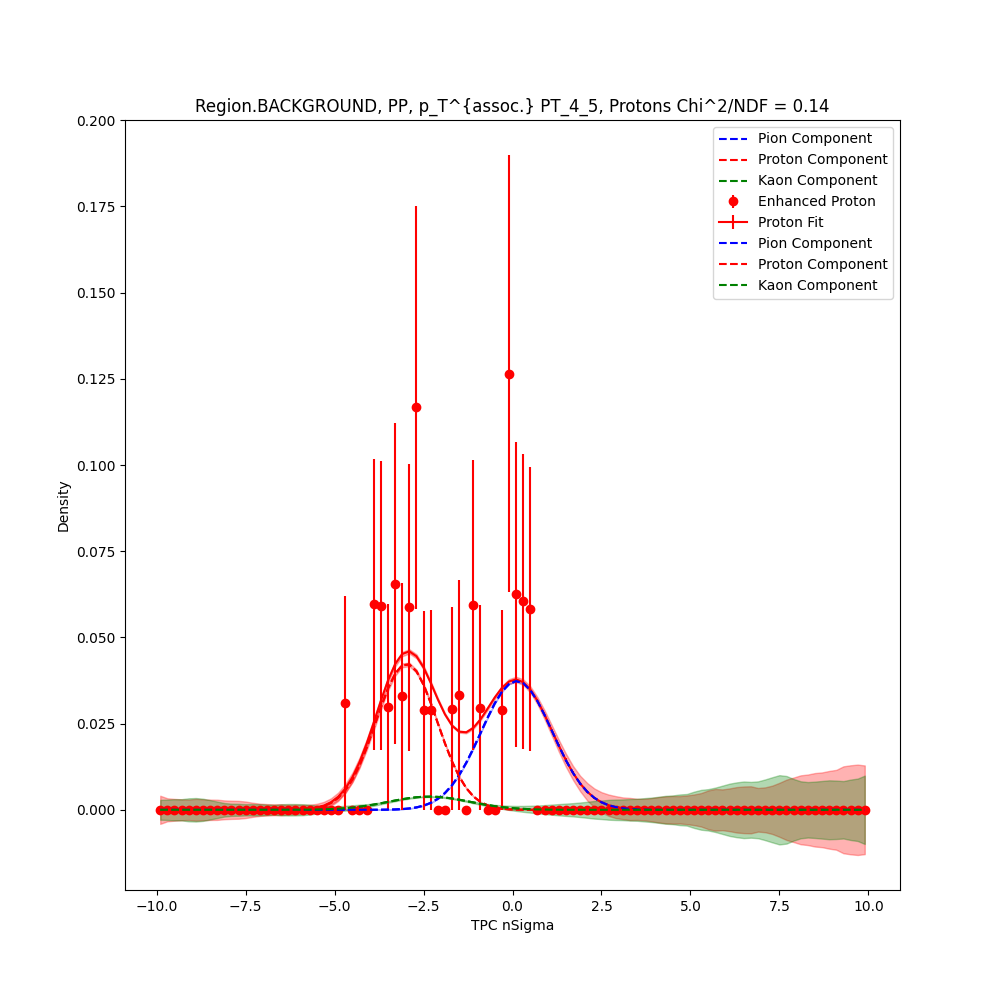 Region.BACKGROUND, PP, p_T^{assoc.} PT_4_5, Protons Chi^2/NDF = 0.14
Pion Component
Proton Component
Kaon Component
Enhanced Proton
Proton Fit
Pion Component
Proton Component
Kaon Component
0.200
0.175
0.150
0.125
0.100
0.075
0.050
0.025
0.000
Density
−10.0 −7.5 −5.0 −2.5 0.0 2.5 5.0 7.5 10.0
TPC nSigma